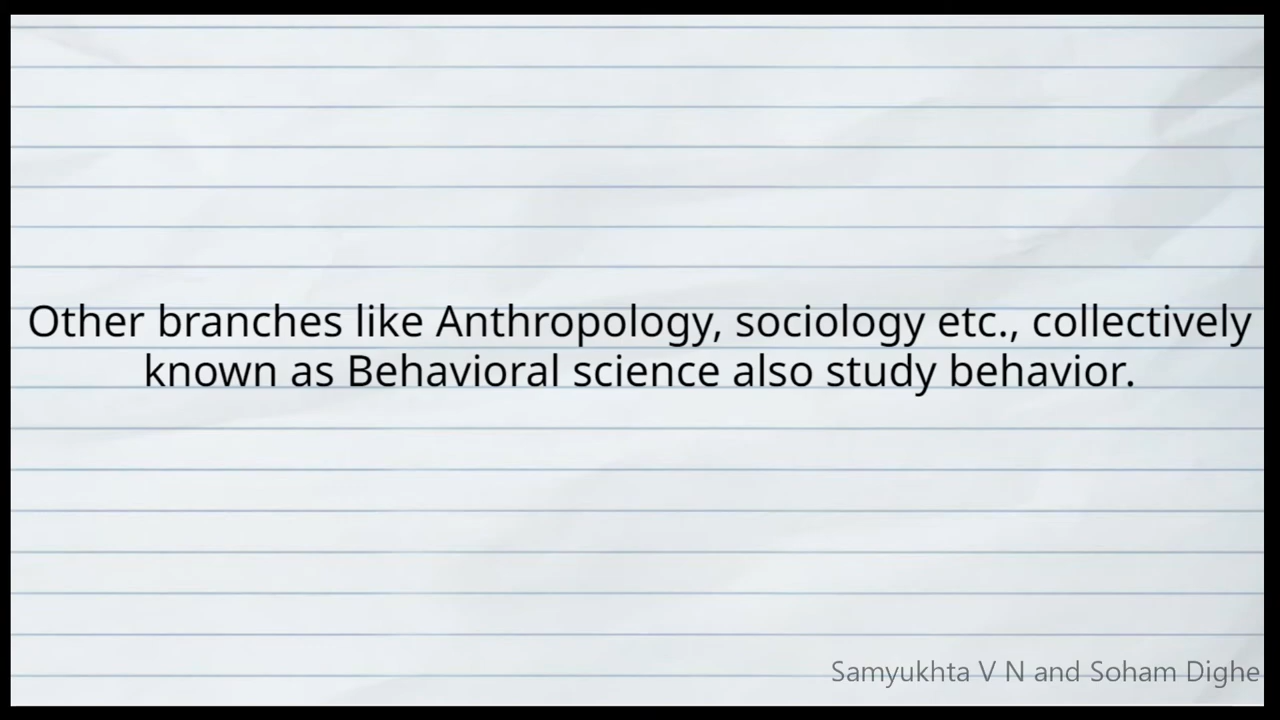 Other branches like Anthropology, sociology etc., collectively
known as Behavioral science also study behavior.
Samyukhta V N and Soham Dighe